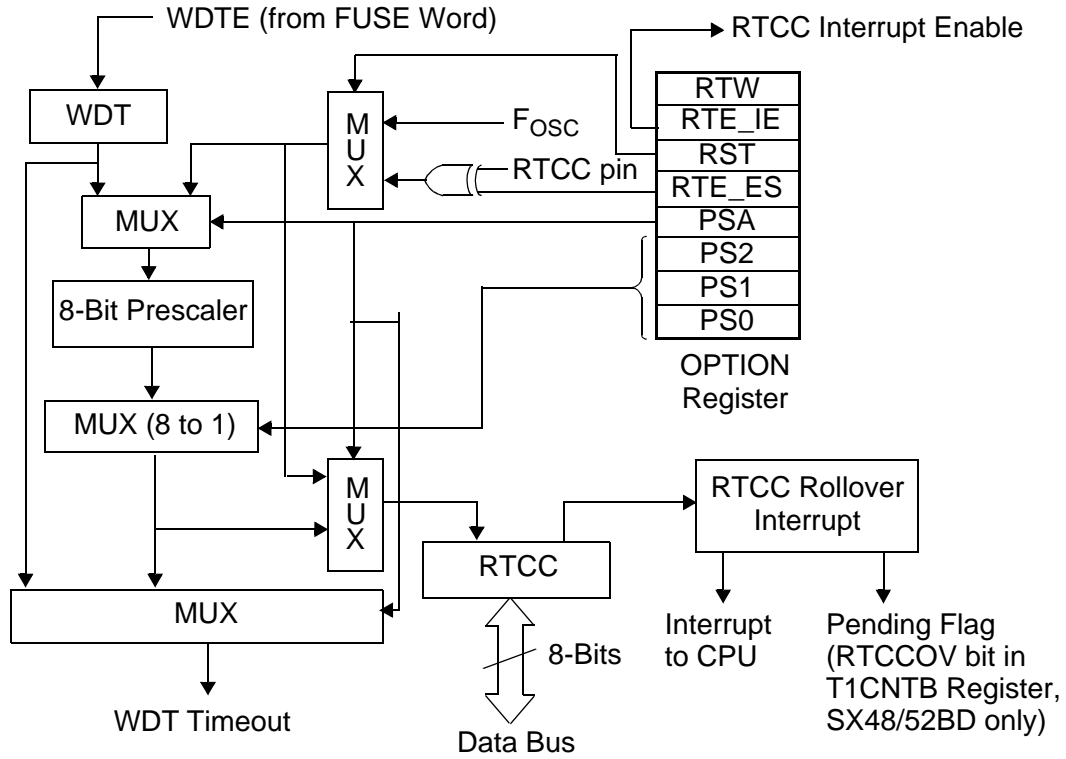 WDTE (from FUSE Word)
RTCC Interrupt Enable
WDT
MUX
FOSC
RTCC pin
RTW
RTE_IE
RST
RTE_ES
PSA
PS2
PS1
PS0
OPTION
Register
MUX
8-Bit Prescaler
MUX (8 to 1)
MUX
RTCC
RTCC Rollover
Interrupt
MUX
8-Bits
Interrupt
to CPU
Pending Flag
(RTCCOV bit in
T1CNTB Register,
SX48/52BD only)
WDT Timeout
Data Bus